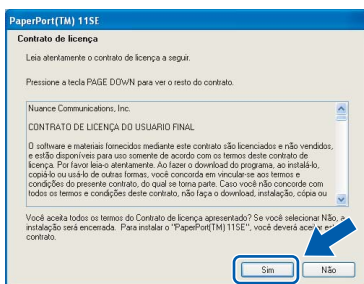 PaperPort(TM) 11SE
Contrato de licença
Leia atentamente o contrato de licença a seguir.
Pressione a tecla PAGE DOWN para ver o resto do contrato.
Nuance Communications, Inc.
CONTRATO DE LICENÇA DO USUARIO FINAL
O software e materiais fornecidos mediante este contrato são licenciados e não vendidos,
e estão disponíveis para uso somente de acordo com os termos deste contrato de
licença. Por favor leia-o atentamente. Ao fazer o download do programa, ao instalá-lo,
copiá-lo ou usá-lo de outras formas, você concorda em vincular-se aos termos e
condições do presente contrato, do qual se torna parte. Caso você não concorde com
todos os termos e condições deste contrato, não faça o download, instalação, cópia ou
Você aceita todos os termos do Contrato de licença apresentado? Se você selecionar Não, a
instalação será encerrada. Para instalar o "PaperPort(TM) 11SE", você deverá aceitar este
contrato.
Sim
Não